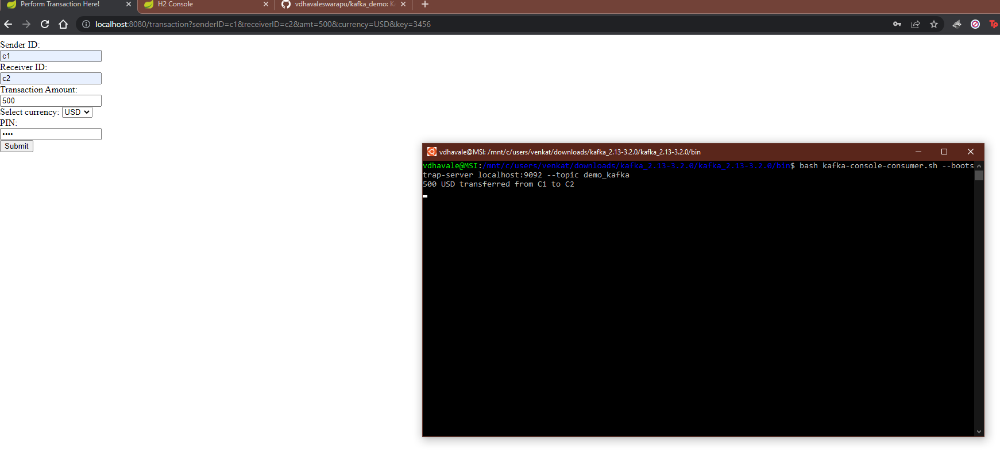 Perform Transaction Here!
H2 Console
vdhavaleswarapu/kafka_demo:
localhost:8080/transaction?senderID=c1&receiverID=c2&amt=500&currency=USD&key=3456
Tp
Sender ID:
c1
Receiver ID:
c2
Transaction Amount:
500
Select currency: USD
PIN:
••••
Submit
vdhavale@MSI: /mnt/c/users/venkat/downloads/kafka_2.13-3.2.0/kafka_2.13-3.2.0/bin
vdhavale@MSI:/mnt/c/users/venkat/downloads/kafka_2.13-3.2.0/kafka_2.13-3.2.0/bin$ bash kafka-console-consumer.sh --boots
trap-server localhost:9092 --topic demo_kafka
500 USD transferred from C1 to C2